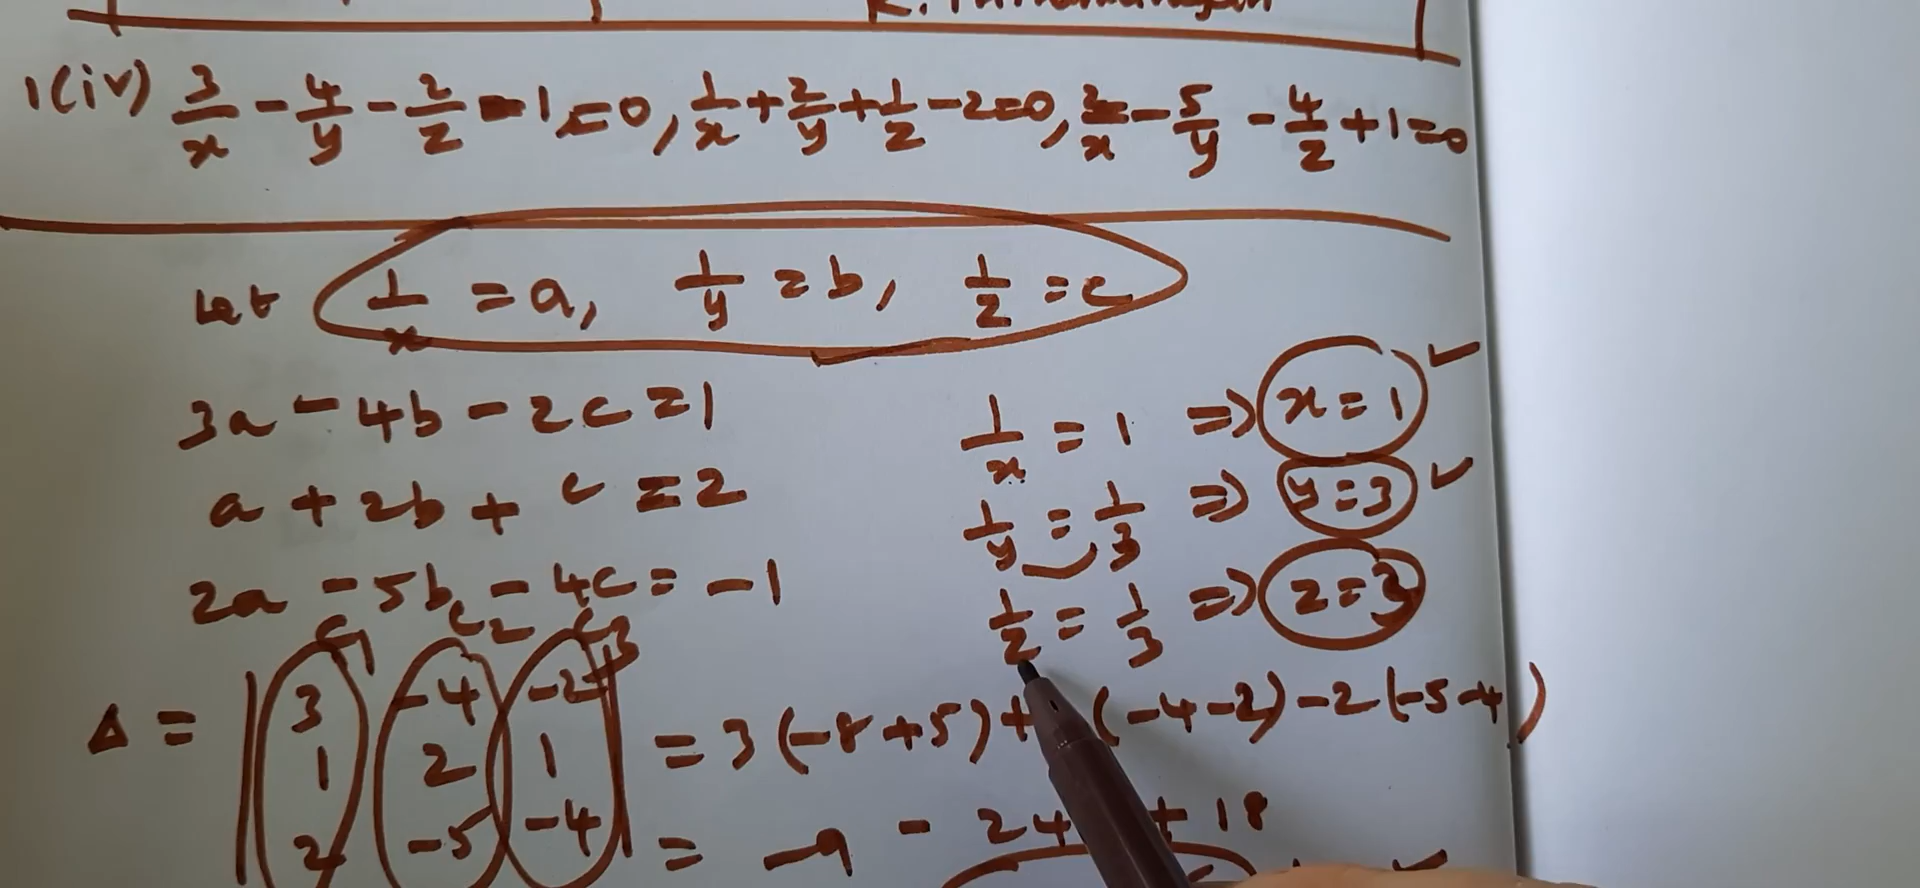 1(iv) 3/x - 4/y - 2/z - 1 = 0, 1/x + 2/y + 1/z - 2 = 0, 2/x - 5/y - 4/z + 1 = 0
Let 1/x = a, 1/y = b, 1/z = c
3a - 4b - 2c = 1
a + 2b + c = 2
2a - 5b - 4c = -1
1/x = 1 => x = 1 ✓
1/y = 1/3 => y = 3 ✓
1/z = 1/3 => z = 3
C1 C2 C3
Δ = | 3 -4 -2 | = 3(-8+5)+ (-4-2)-2(-5-4)
1 2 1
2 -5 -4 = -9 - 24 + 18